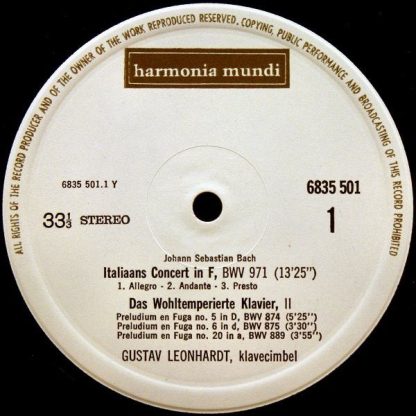 ALL RIGHTS OF THE RECORD PRODUCER AND OF THE OWNER OF THE WORK REPRODUCED RESERVED. COPYING, PUBLIC PERFORMANCE AND BROADCASTING OF THIS RECORD PROHIBITED
harmonia mundi
6835 501.1 Y
6835 501
33⅓ STEREO
1
Johann Sebastian Bach
Italiaans Concert in F, BWV 971 (13'25'')
1. Allegro - 2. Andante - 3. Presto
Das Wohltemperierte Klavier, II
Preludium en Fuga no. 5 in D, BWV 874 (5'25'')
Preludium en Fuga no. 6 in d, BWV 875 (3'30'')
Preludium en Fuga no. 20 in a, BWV 889 (3'55'')
GUSTAV LEONHARDT, klavecimbel